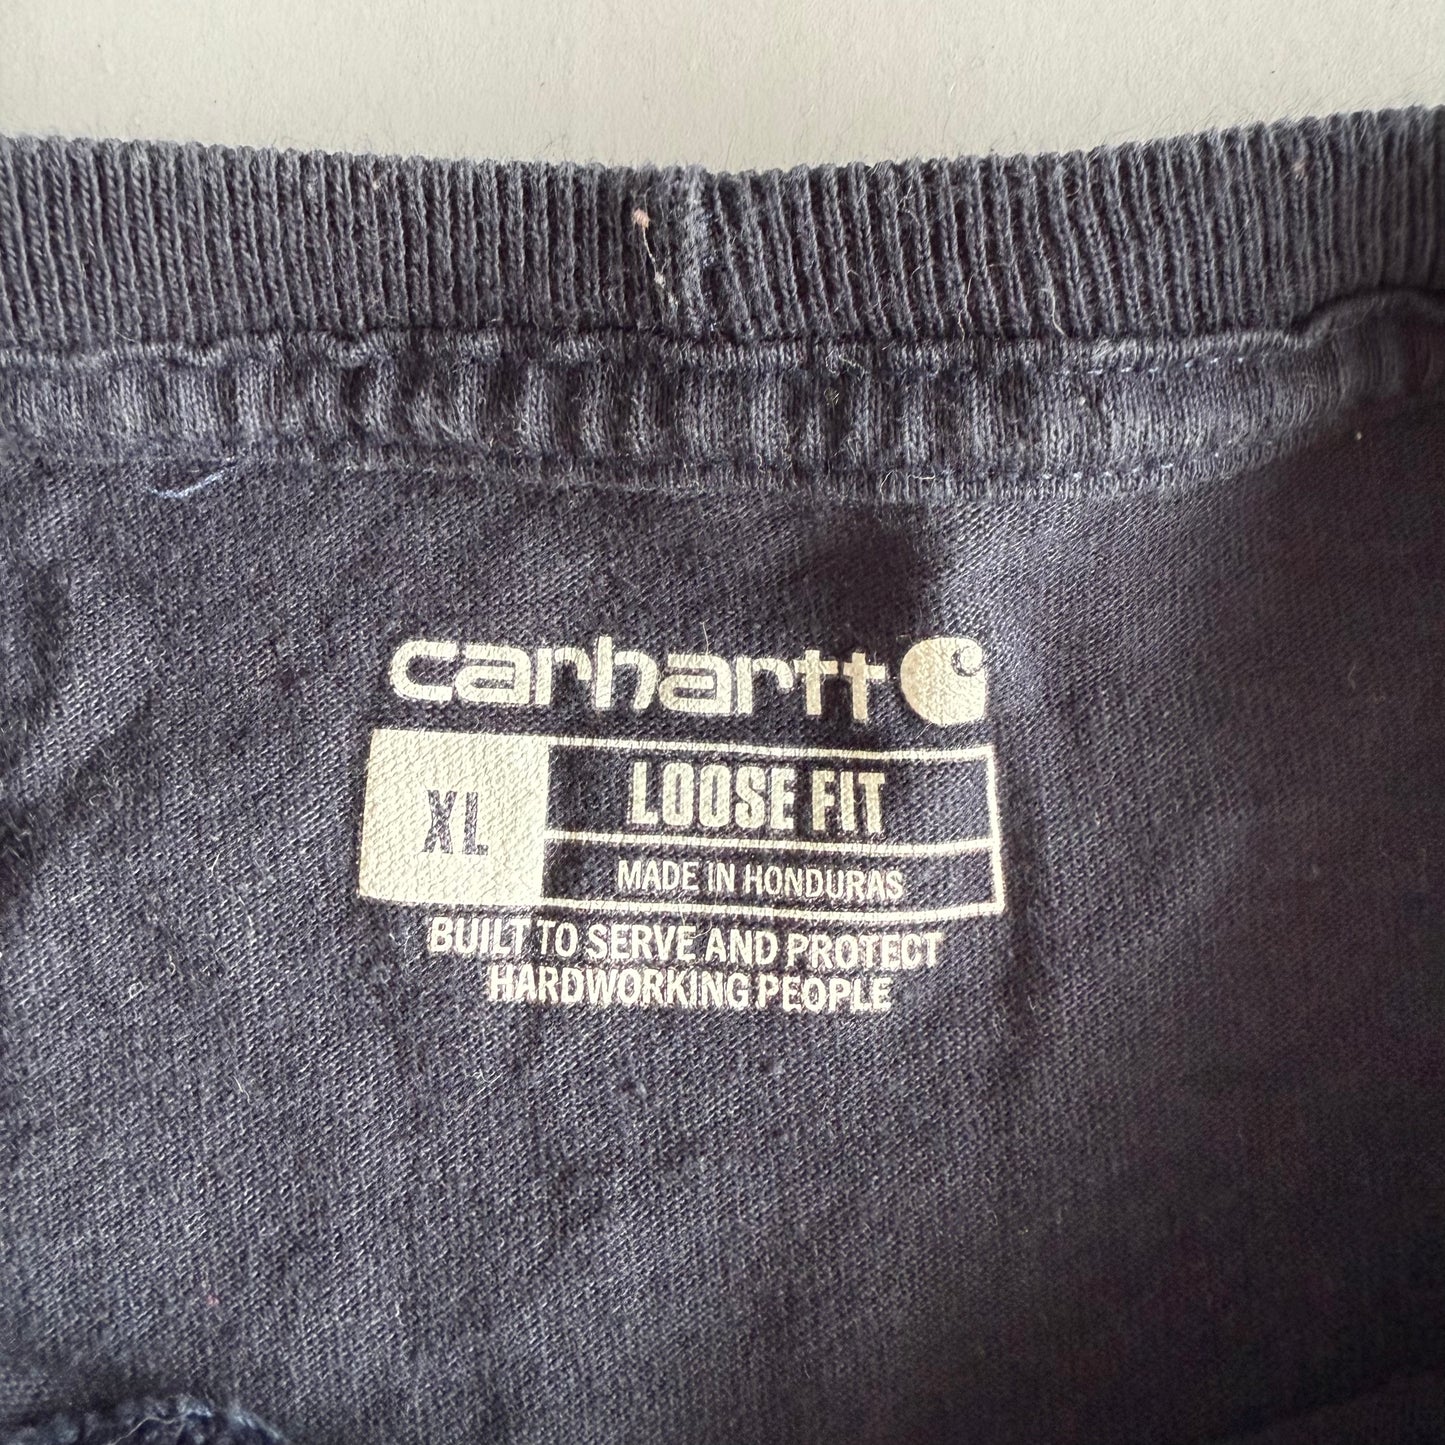 carhartt
XL
LOOSE FIT
MADE IN HONDURAS
BUILT TO SERVE AND PROTECT
HARDWORKING PEOPLE